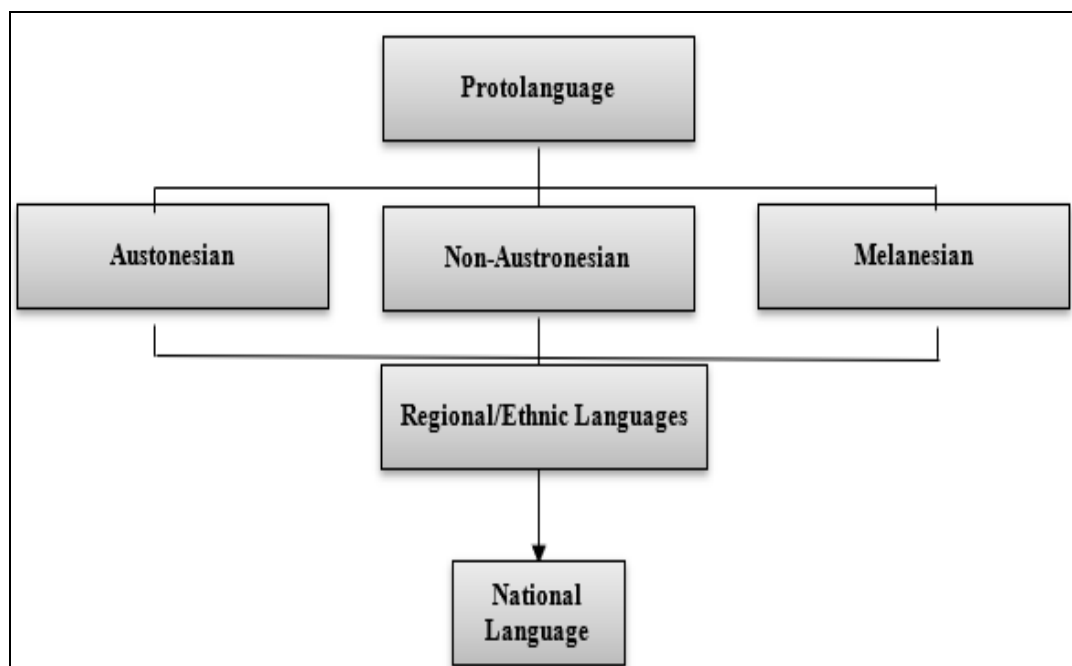 Protolanguage
Austonesian
Non-Austronesian
Melanesian
Regional/Ethnic Languages
National
Language